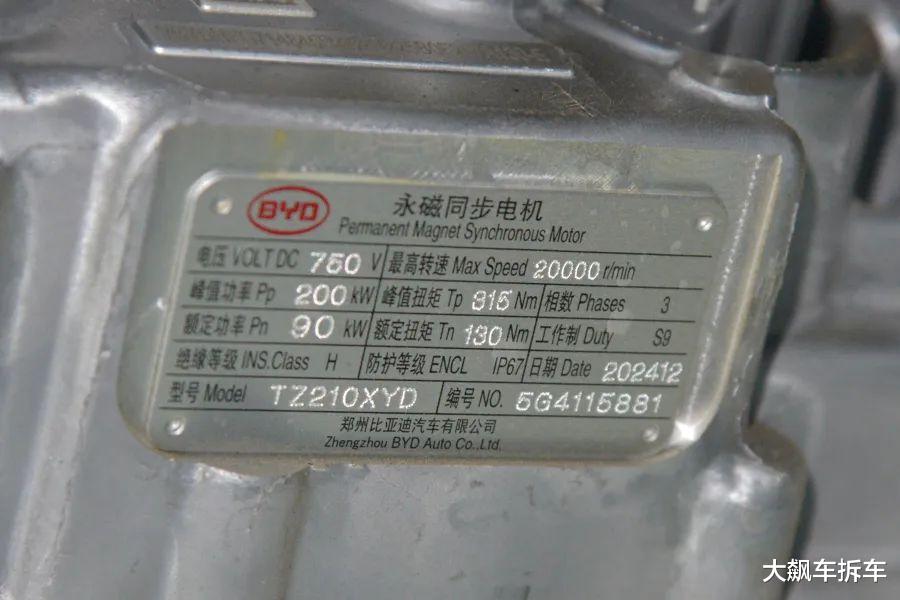 BYD
永磁同步电机
Permanent Magnet Synchronous Motor
电压 VOLT DC 750 V 最高转速 Max Speed 20000 r/min
峰值功率 Pp 200 kW 峰值扭矩 Tp 315 Nm 相数 Phases 3
额定功率 Pn 90 kW 额定扭矩 Tn 130 Nm 工作制 Duty S9
绝缘等级 INS.Class H 防护等级 ENCL IP67 日期 Date 202412
型号 Model TZ210XYD 编号 NO. 5G4115881
郑州比亚迪汽车有限公司
Zhengzhou BYD Auto Co.,Ltd.
大飙车拆车